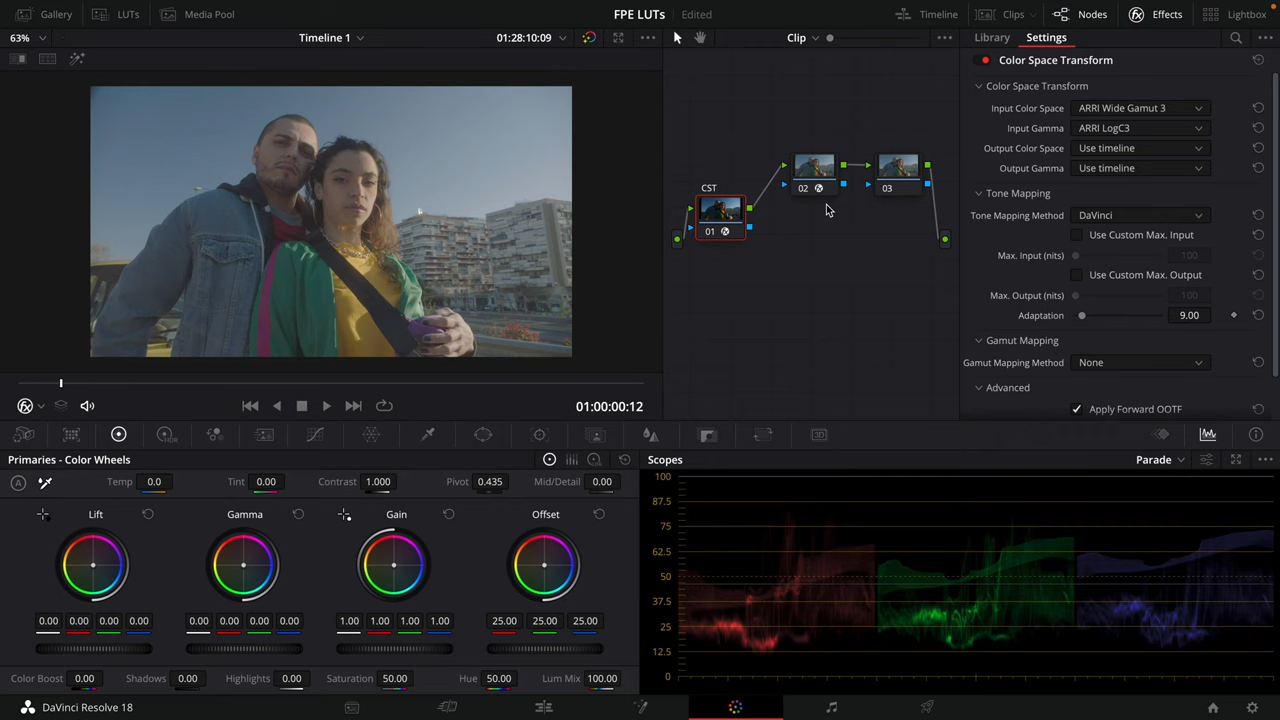 Gallery LUTs Media Pool FPE LUTs Edited Timeline Clips Nodes Effects Lightbox
63% Timeline 1 01:28:10:09 Clip Library Settings
Color Space Transform
Color Space Transform
Input Color Space ARRI Wide Gamut 3
Input Gamma ARRI LogC3
Output Color Space Use timeline
Output Gamma Use timeline
Tone Mapping
Tone Mapping Method DaVinci
Use Custom Max. Input
Max. Input (nits) 100
Use Custom Max. Output
Max. Output (nits) 100
Adaptation 9.00
Gamut Mapping
Gamut Mapping Method None
Advanced
Apply Forward OOTF
CST
01
02
03
01:00:00:12
HDR
3D
Primaries - Color Wheels
Temp 0.0 Tint 0.00 Contrast 1.000 Pivot 0.435 Mid/Detail 0.00
Lift Gamma Gain Offset
0.00 0.00 0.00 0.00 0.00 0.00 0.00 0.00 1.00 1.00 1.00 1.00 25.00 25.00 25.00
Color Boost 0.00 Shadows 0.00 Highlights 0.00 Saturation 50.00 Hue 50.00 Lum Mix 100.00
Scopes Parade
100
87.5
75
62.5
50
37.5
25
12.5
0
DaVinci Resolve 18